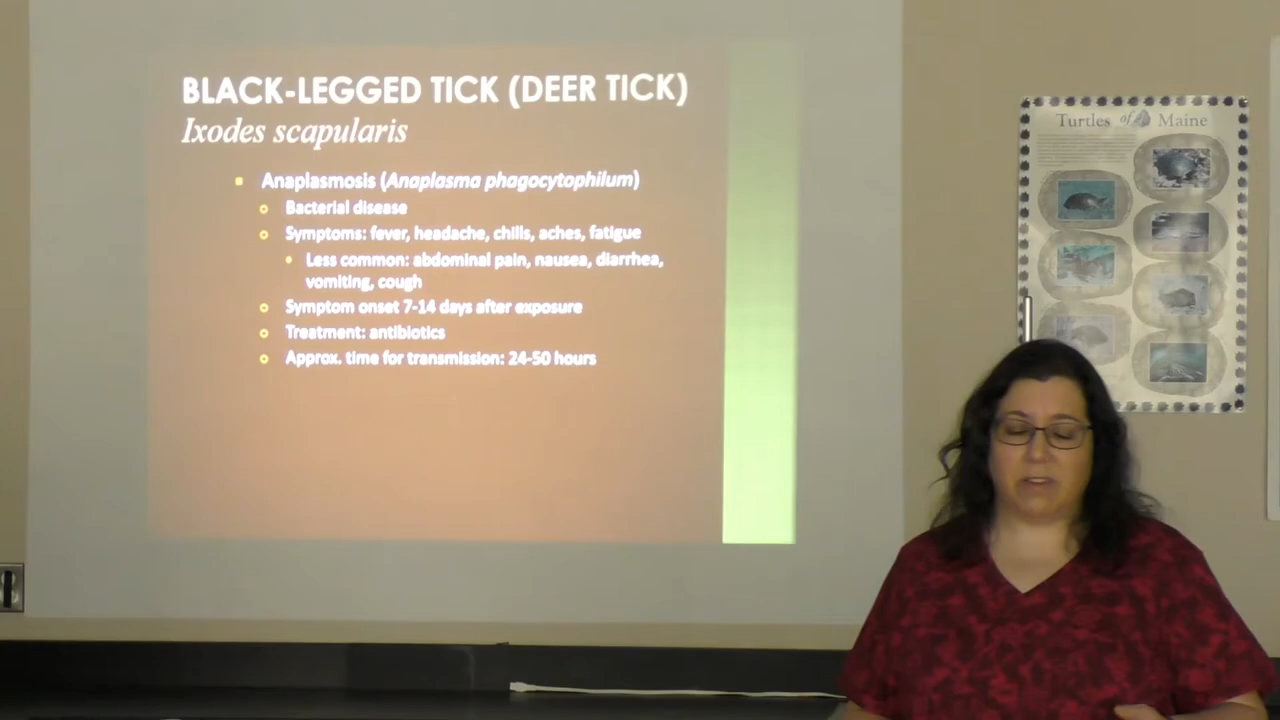 BLACK-LEGGED TICK (DEER TICK)
Ixodes scapularis
Anaplasmosis (Anaplasma phagocytophilum)
Bacterial disease
Symptoms: fever, headache, chills, aches, fatigue
Less common: abdominal pain, nausea, diarrhea,
vomiting, cough
Symptom onset 7-14 days after exposure
Treatment: antibiotics
Approx. time for transmission: 24-50 hours
Turtles of Maine